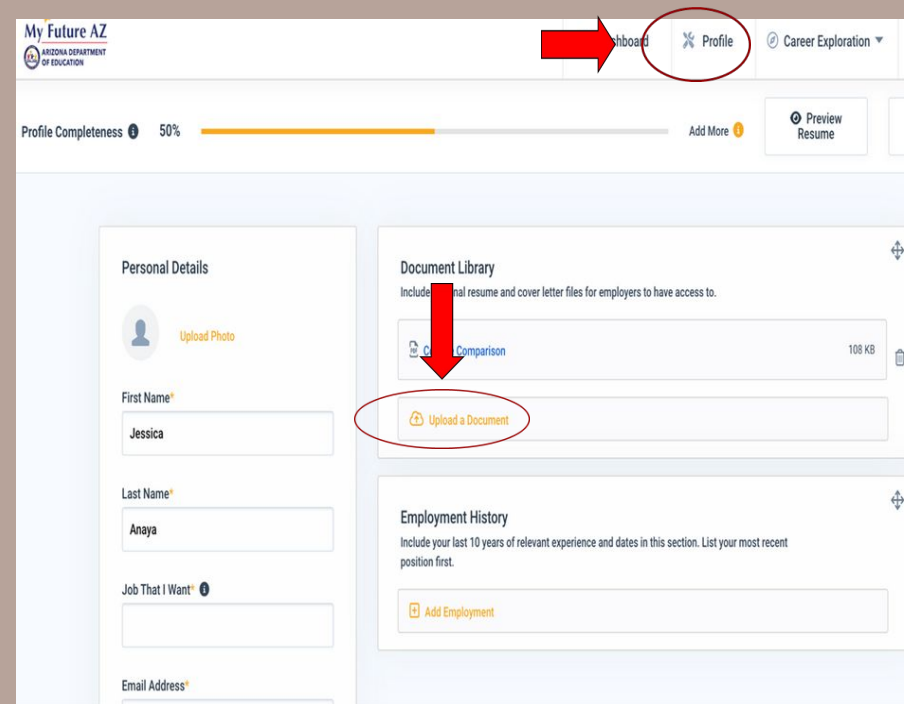 My Future AZ
ARIZONA DEPARTMENT
OF EDUCATION
Profile
Career Exploration
Profile Completeness 50%
Add More
Preview
Resume
Personal Details
Upload Photo
First Name*
Jessica
Last Name*
Anaya
Job That I Want*
Email Address*
Document Library
Include resume and cover letter files for employers to have access to.
Comparison
108 KB
Upload a Document
Employment History
Include your last 10 years of relevant experience and dates in this section. List your most recent
position first.
Add Employment